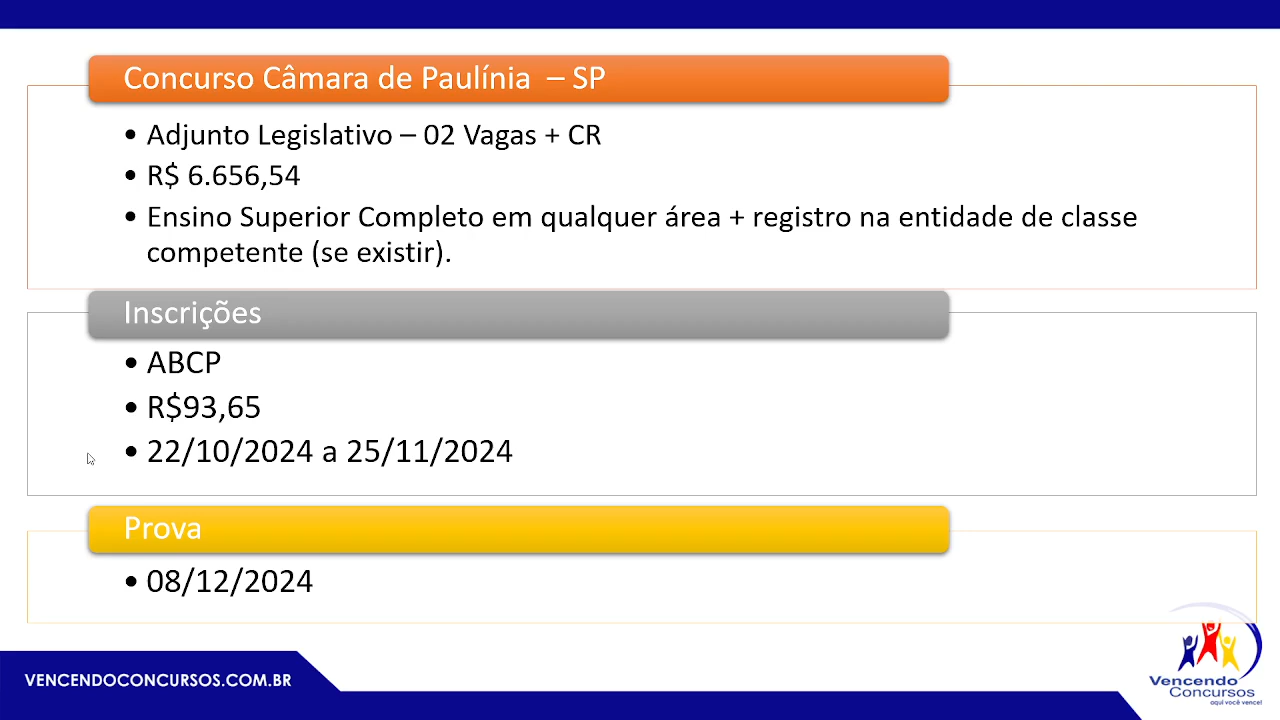 Concurso Câmara de Paulínia – SP
• Adjunto Legislativo – 02 Vagas + CR
• R$ 6.656,54
• Ensino Superior Completo em qualquer área + registro na entidade de classe
competente (se existir).
Inscrições
• ABCP
• R$93,65
• 22/10/2024 a 25/11/2024
Prova
• 08/12/2024
VENCENDOCONCURSOS.COM.BR
Vencendo
Concursos
aqui você vence!